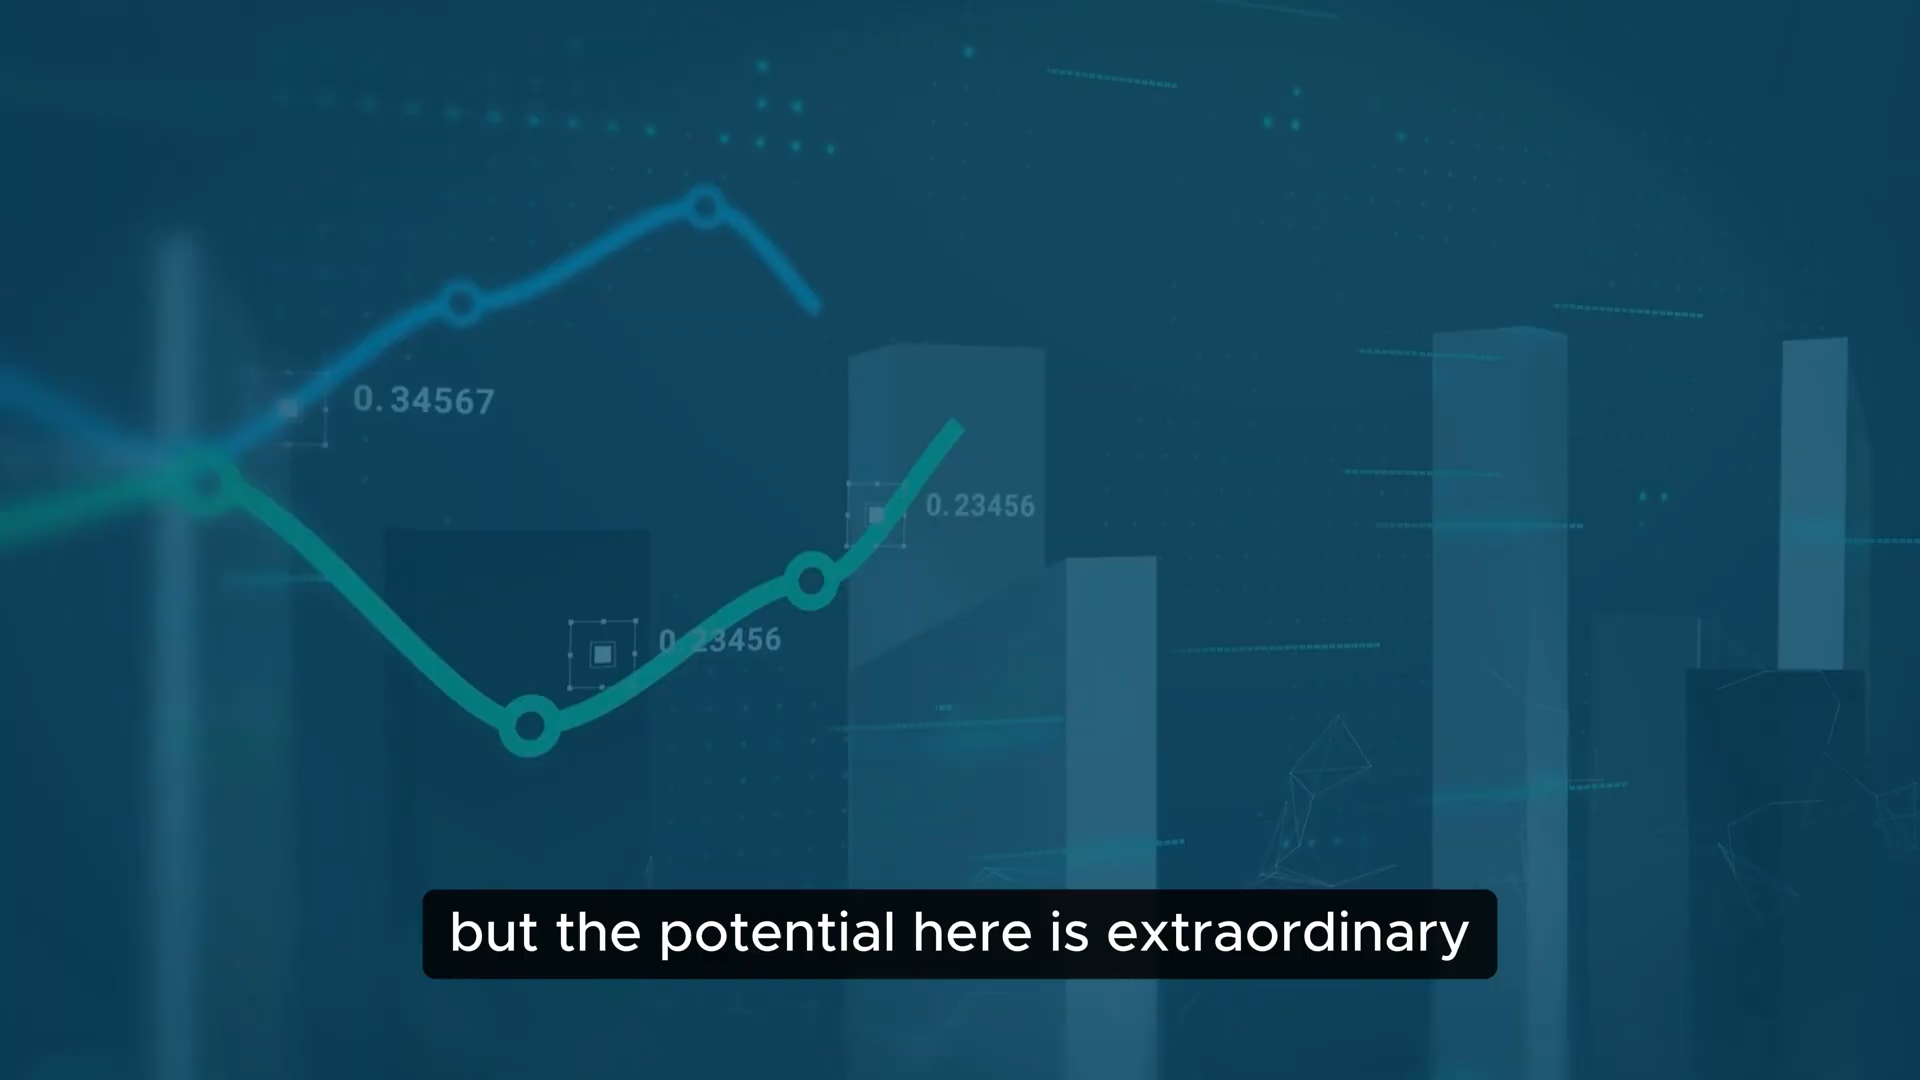 0.34567
0.23456
0.23456
but the potential here is extraordinary